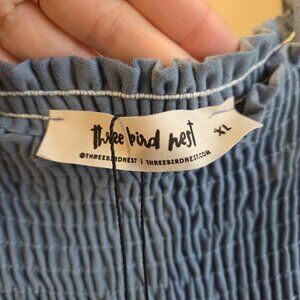 three bird nest XL
@THREEBIRDNEST | THREEBIRDNEST.COM